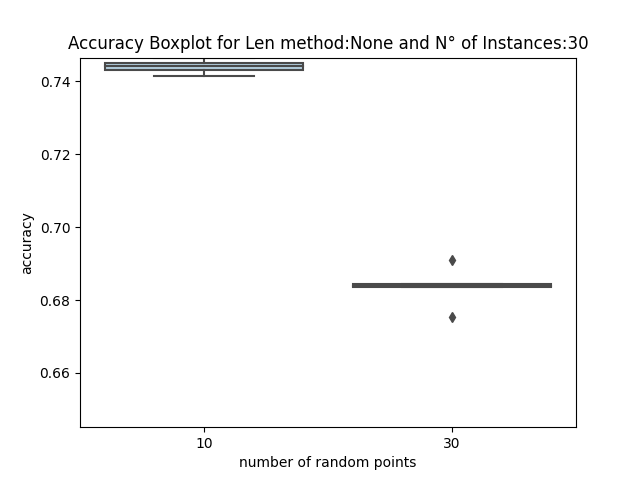 Accuracy Boxplot for Len method:None and N° of Instances:30
0.74
0.72
0.70
0.68
0.66
accuracy
10 30
number of random points